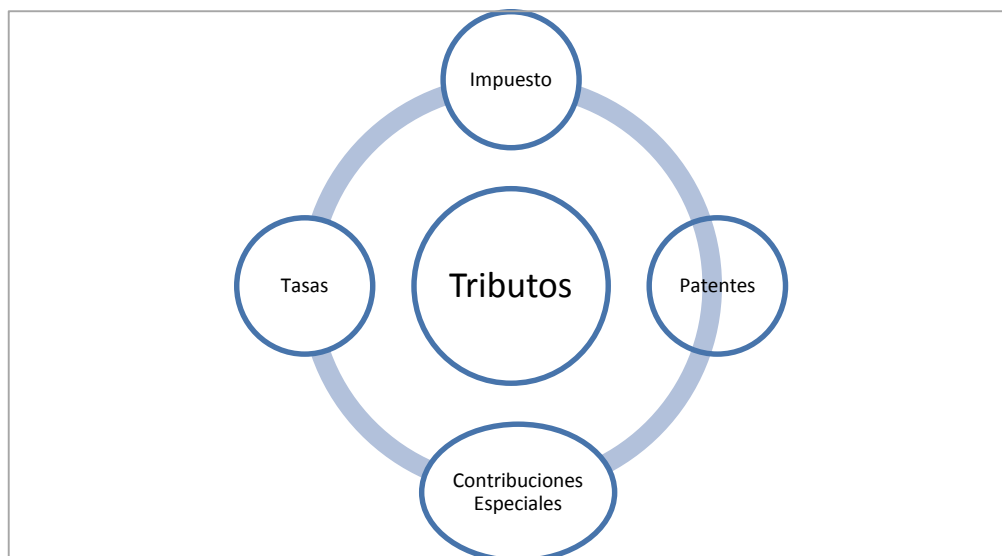 Impuesto
Tasas
Tributos
Patentes
Contribuciones
Especiales